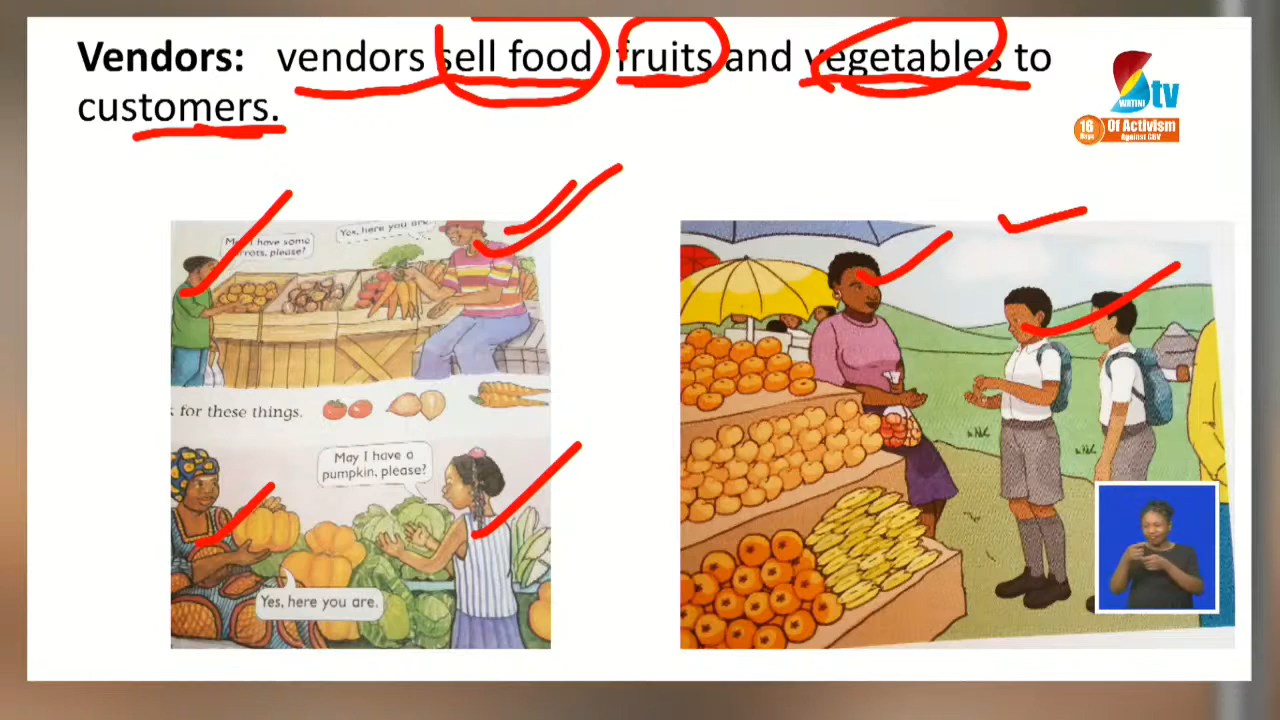 Vendors: vendors sell food fruits and vegetables to
customers.
WATINI tv
16 Days Of Activism
Against GBV
May I have some
carrots, please?
Yes, here you are.
for these things.
May I have a
pumpkin, please?
Yes, here you are.